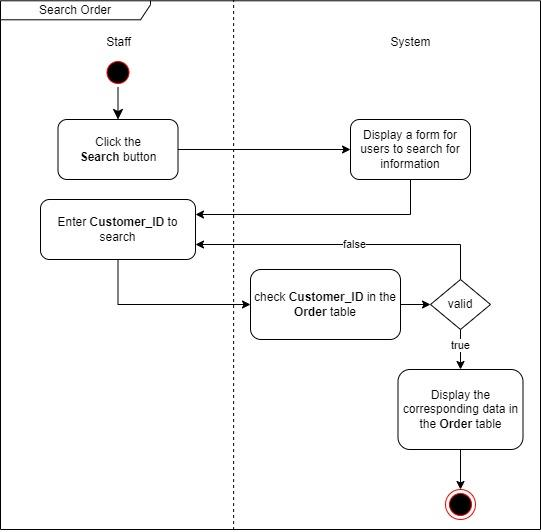 Search Order
Staff
System
Click the
Search button
Display a form for
users to search for
information
Enter Customer_ID to
search
false
check Customer_ID in the
Order table
valid
true
Display the
corresponding data in
the Order table